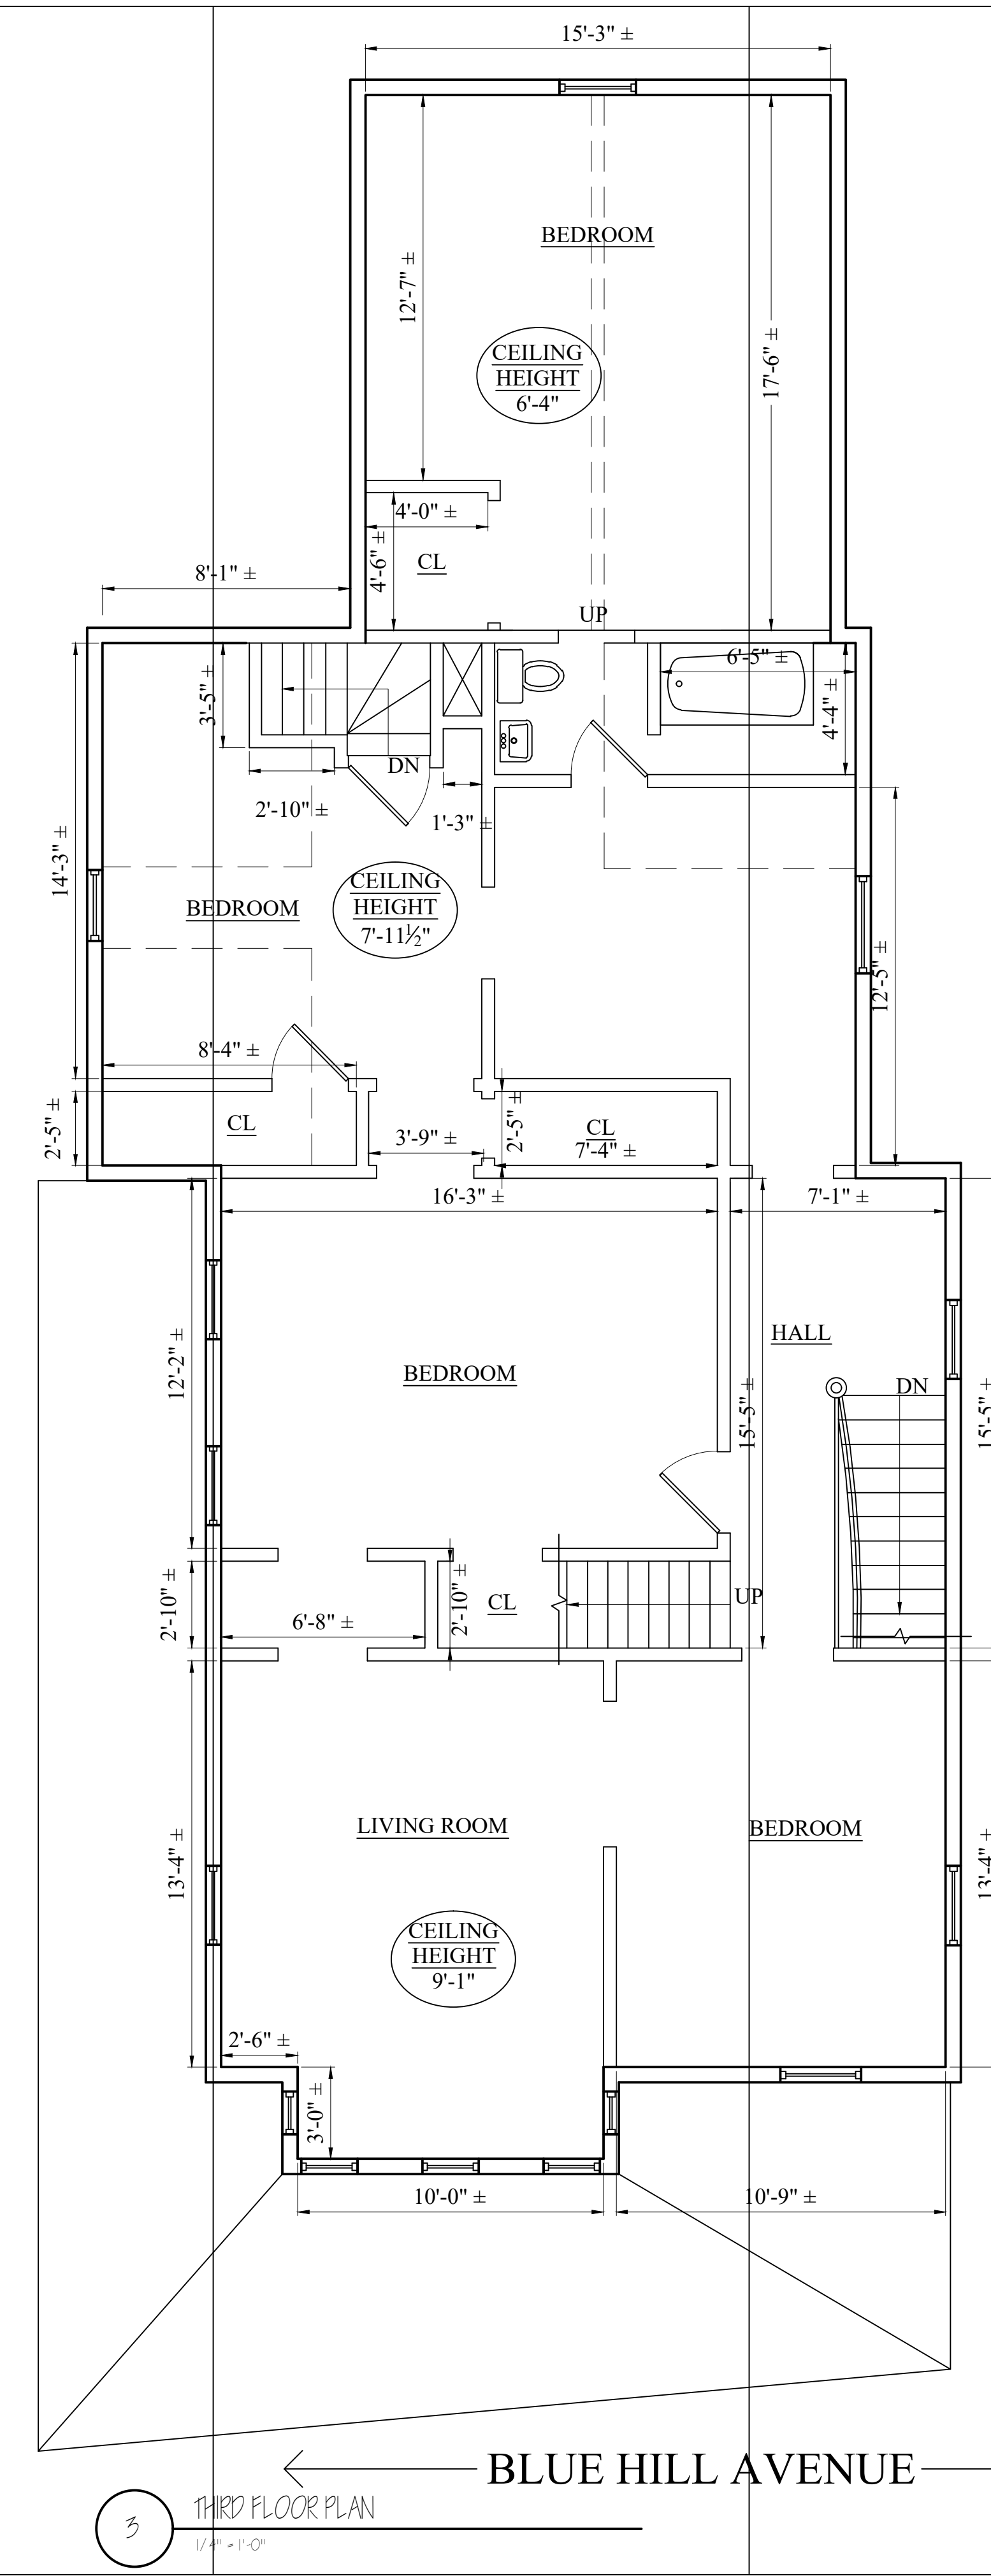 15'-3" ±
BEDROOM
12'-7" ±
17'-6" ±
CEILING
HEIGHT
6'-4"
4'-0" ±
4'-6" ±
CL
8'-1" ±
UP
6'-5" ±
3'-5" ±
4'-4" ±
DN
2'-10" ±
1'-3" ±
14'-3" ±
CEILING
HEIGHT
7'-11½"
BEDROOM
12'-5" ±
8'-4" ±
2'-5" ±
CL
3'-9" ±
2'-5" ±
CL
7'-4" ±
16'-3" ±
7'-1" ±
HALL
12'-2" ±
BEDROOM
DN
15'-5" ±
15'-5" ±
2'-10" ±
6'-8" ±
2'-10" ±
CL
UP
LIVING ROOM
BEDROOM
13'-4" ±
13'-4" ±
CEILING
HEIGHT
9'-1"
2'-6" ±
3'-0" ±
10'-0" ±
10'-9" ±
BLUE HILL AVENUE
3
THIRD FLOOR PLAN
1/4" = 1'-0"